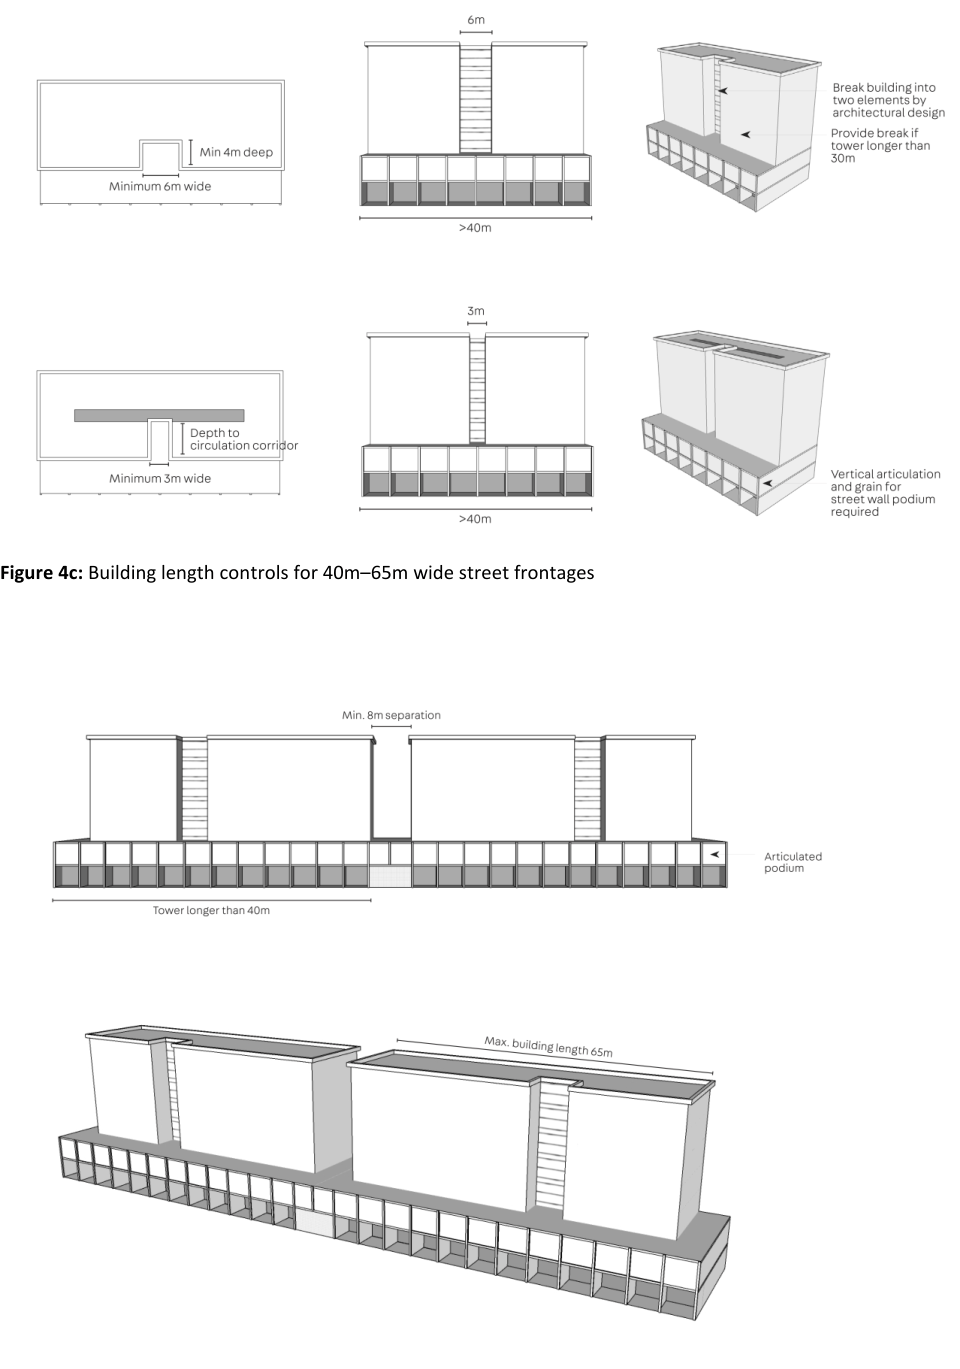 6m
Break building into
two elements by
architectural design
Provide break if
tower longer than
30m
Min 4m deep
Minimum 6m wide
>40m
3m
Depth to
circulation corridor
Minimum 3m wide
>40m
Vertical articulation
and grain for
street wall podium
required
Figure 4c: Building length controls for 40m–65m wide street frontages
Min. 8m separation
Articulated
podium
Tower longer than 40m
Max. building length 65m